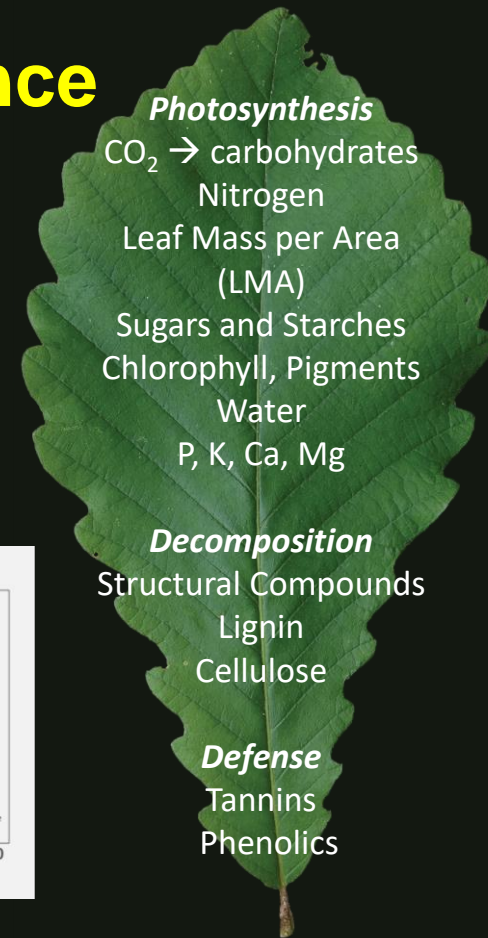 Photosynthesis
CO₂ → carbohydrates
Nitrogen
Leaf Mass per Area
(LMA)
Sugars and Starches
Chlorophyll, Pigments
Water
P, K, Ca, Mg
Decomposition
Structural Compounds
Lignin
Cellulose
Defense
Tannins
Phenolics